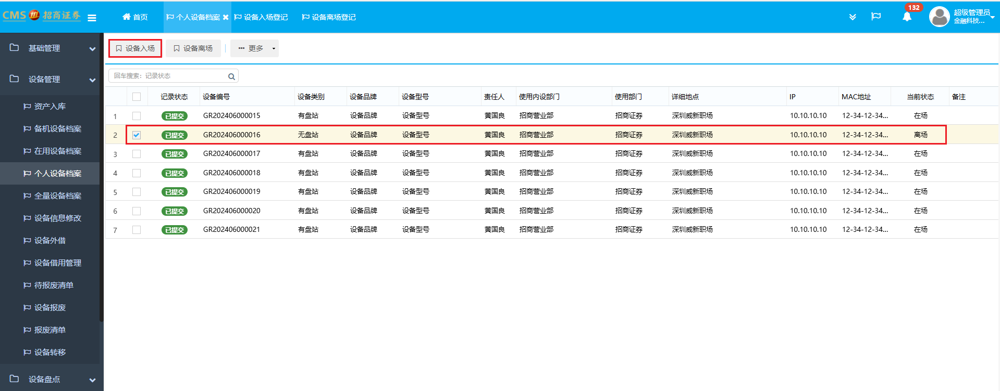 CMS 招商证券
首页
个人设备档案
设备入场登记
设备离场登记
132
超级管理员
金融科技...
基础管理
设备管理
资产入库
备机设备档案
在用设备档案
个人设备档案
全量设备档案
设备信息修改
设备外借
设备借用管理
待报废清单
设备报废
报废清单
设备转移
设备盘点
设备入场 设备离场 更多
回车搜索：记录状态
记录状态 设备编号 设备类别 设备品牌 设备型号 责任人 使用内设部门 使用部门 详细地点 IP MAC地址 当前状态 备注
1 已提交 GR202406000015 有盘站 设备品牌 设备型号 黄国良 招商营业部 招商证券 深圳威新职场 10.10.10.10 12-34-12-34... 在场
2 已提交 GR202406000016 无盘站 设备品牌 设备型号 黄国良 招商营业部 招商证券 深圳威新职场 10.10.10.10 12-34-12-34... 离场
3 已提交 GR202406000017 有盘站 设备品牌 设备型号 黄国良 招商营业部 招商证券 深圳威新职场 10.10.10.10 12-34-12-34... 在场
4 已提交 GR202406000018 有盘站 设备品牌 设备型号 黄国良 招商营业部 招商证券 深圳威新职场 10.10.10.10 12-34-12-34... 在场
5 已提交 GR202406000019 有盘站 设备品牌 设备型号 黄国良 招商营业部 招商证券 深圳威新职场 10.10.10.10 12-34-12-34... 在场
6 已提交 GR202406000020 有盘站 设备品牌 设备型号 黄国良 招商营业部 招商证券 深圳威新职场 10.10.10.10 12-34-12-34... 在场
7 已提交 GR202406000021 有盘站 设备品牌 设备型号 黄国良 招商营业部 招商证券 深圳威新职场 10.10.10.10 12-34-12-34... 在场